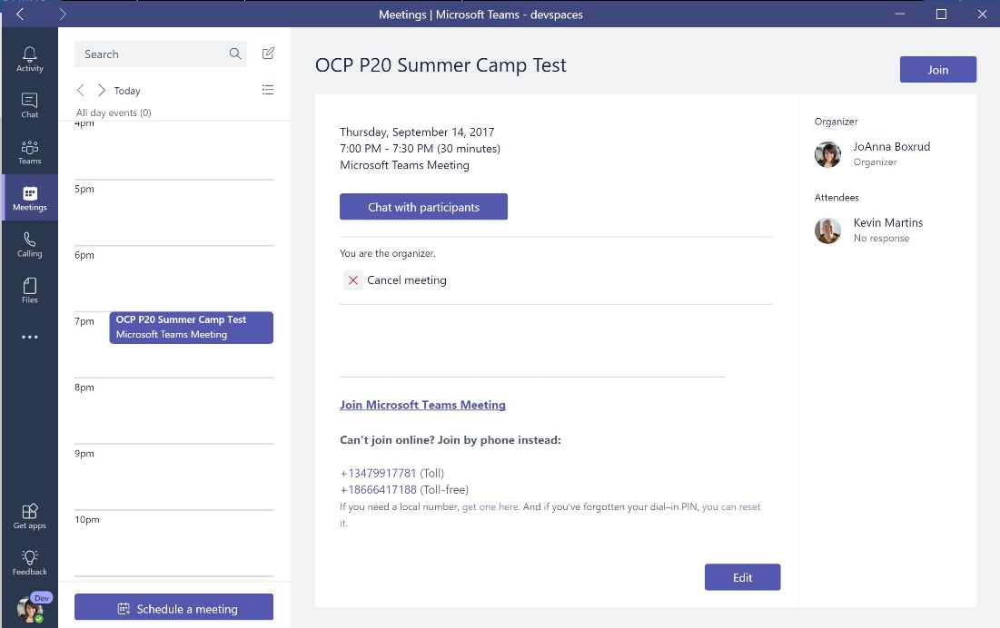 Meetings | Microsoft Teams - devspaces
Activity
Chat
Teams
Meetings
Calling
Files
Get apps
Feedback
Dev
Search
Today
All day events (0)
4pm
5pm
6pm
7pm
OCP P20 Summer Camp Test
Microsoft Teams Meeting
8pm
9pm
10pm
Schedule a meeting
OCP P20 Summer Camp Test
Join
Thursday, September 14, 2017
7:00 PM - 7:30 PM (30 minutes)
Microsoft Teams Meeting
Chat with participants
You are the organizer.
Cancel meeting
Join Microsoft Teams Meeting
Can't join online? Join by phone instead:
+13479917781 (Toll)
+18666417188 (Toll-free)
If you need a local number, get one here. And if you've forgotten your dial–in PIN, you can reset
it.
Edit
Organizer
JoAnna Boxrud
Organizer
Attendees
Kevin Martins
No response